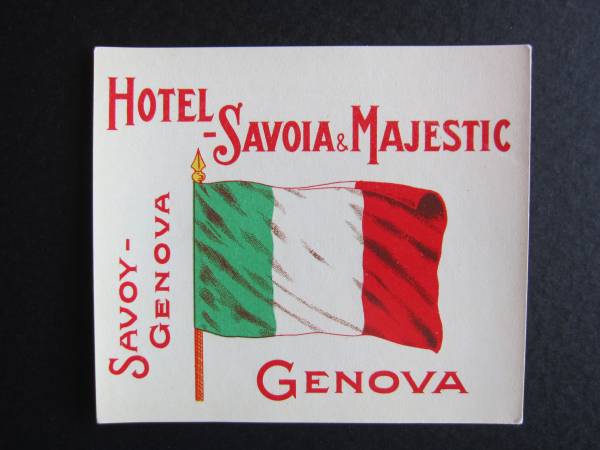 HOTEL
-SAVOIA & MAJESTIC
SAVOY-
GENOVA
GENOVA